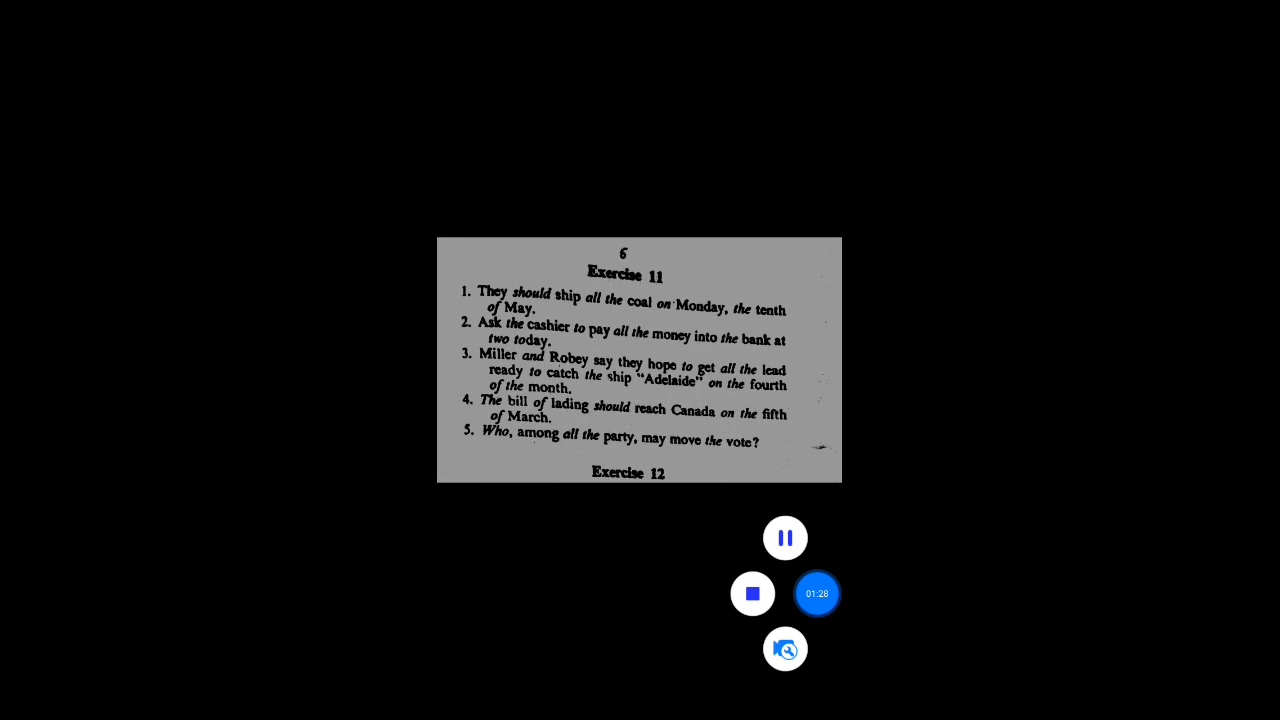 6
Exercise 11
1. They should ship all the coal on Monday, the tenth
of May.
2. Ask the cashier to pay all the money into the bank at
two today.
3. Miller and Robey say they hope to get all the lead
ready to catch the ship "Adelaide" on the fourth
of the month.
4. The bill of lading should reach Canada on the fifth
of March.
5. Who, among all the party, may move the vote?
Exercise 12
01:28